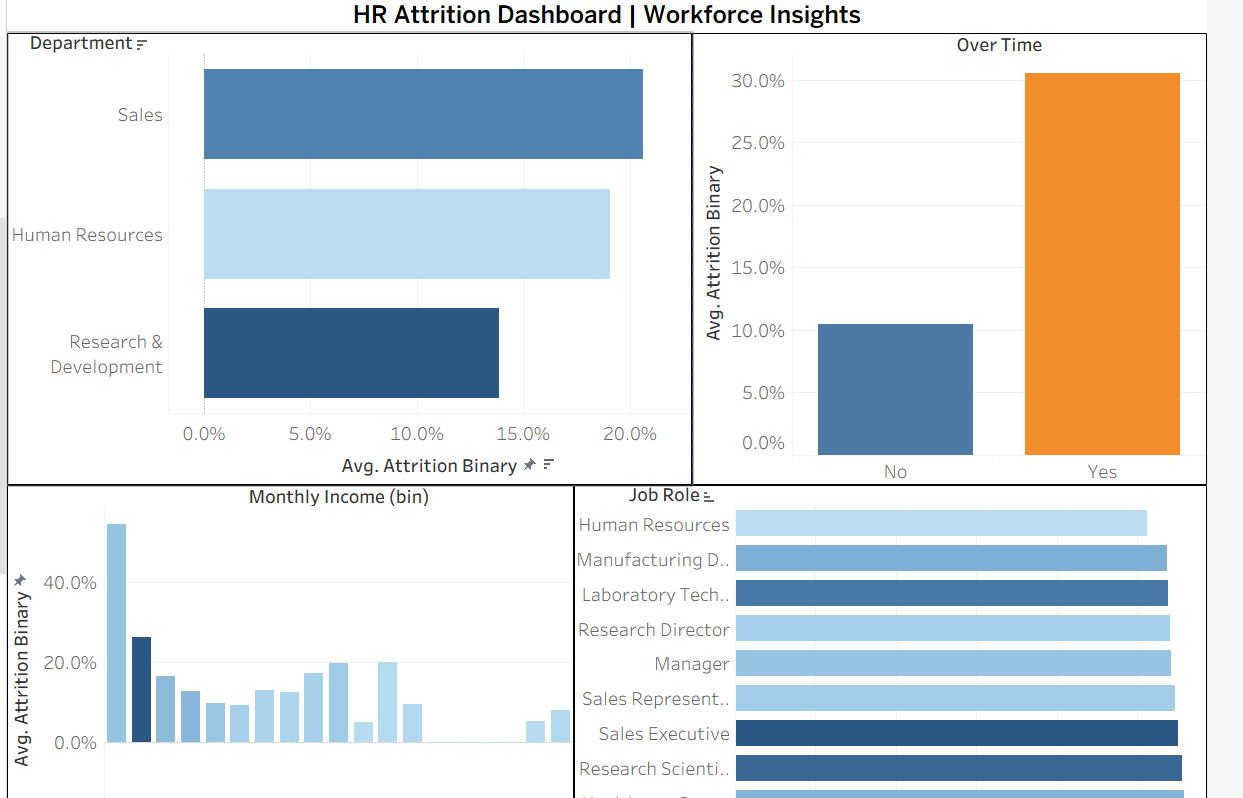 HR Attrition Dashboard | Workforce Insights
Department
Sales
Human Resources
Research &
Development
0.0%
5.0%
10.0%
15.0%
20.0%
Avg. Attrition Binary
Over Time
Avg. Attrition Binary
30.0%
25.0%
20.0%
15.0%
10.0%
5.0%
0.0%
No
Yes
Monthly Income (bin)
Avg. Attrition Binary
40.0%
20.0%
0.0%
Job Role
Human Resources
Manufacturing D..
Laboratory Tech..
Research Director
Manager
Sales Represent..
Sales Executive
Research Scienti..